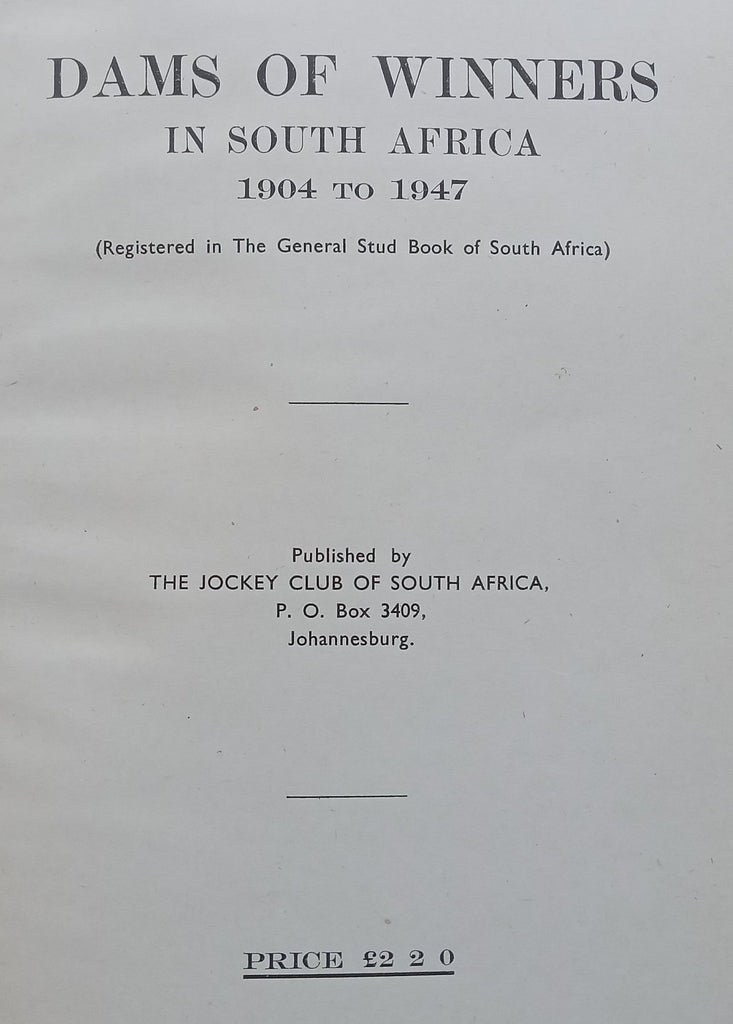 DAMS OF WINNERS
IN SOUTH AFRICA
1904 TO 1947
(Registered in The General Stud Book of South Africa)
Published by
THE JOCKEY CLUB OF SOUTH AFRICA,
P. O. Box 3409,
Johannesburg.
PRICE £2 2 0